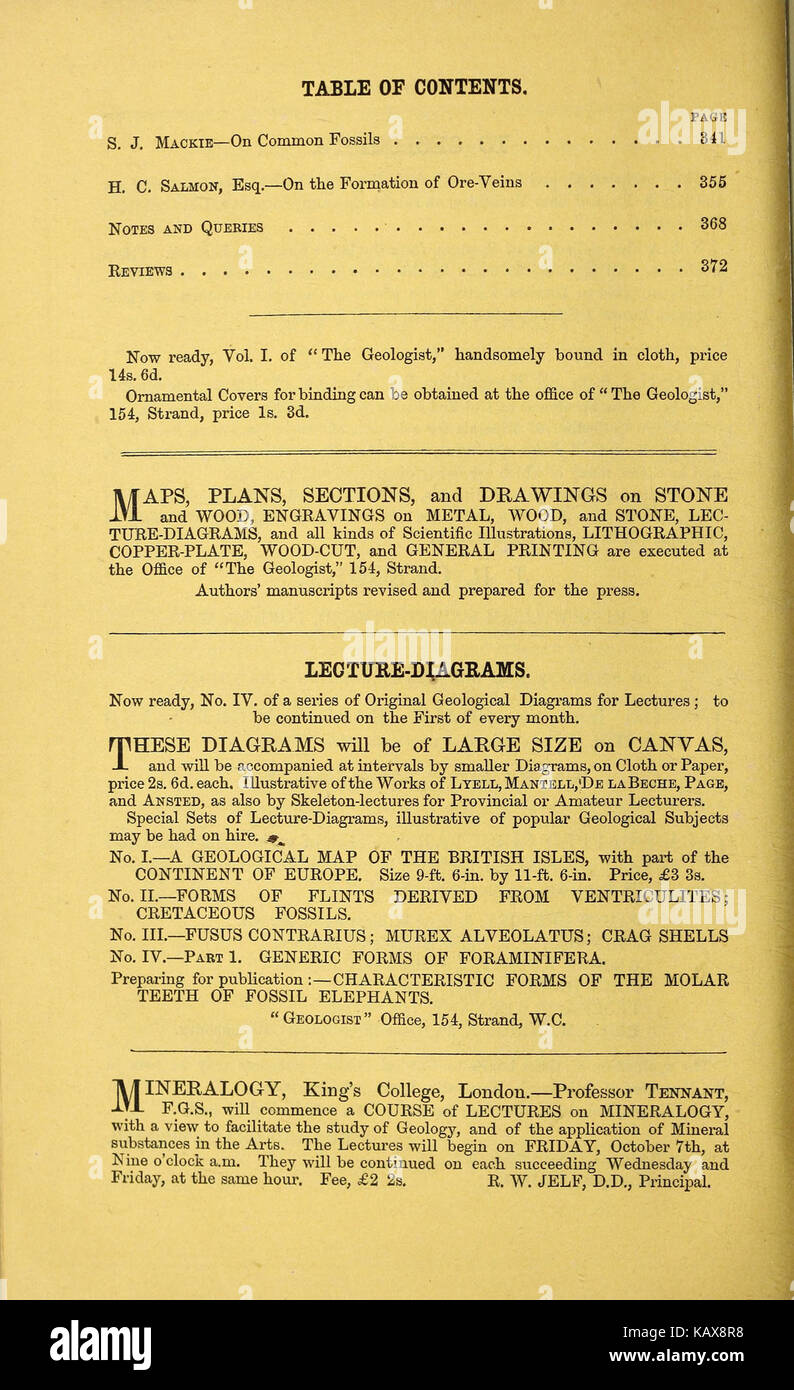 TABLE OF CONTENTS.
PAGE
S. J. MACKIE—On Common Fossils . . . . . . . . . . . . . . 341
H. C. SALMON, Esq.—On the Formation of Ore-Veins . . . . . . . 355
NOTES AND QUERIES . . . . . . . . . . . . . . . . . . . 368
REVIEWS . . . . . . . . . . . . . . . . . . . . . . . . 372
Now ready, Vol. I. of "The Geologist," handsomely bound in cloth, price
14s. 6d.
Ornamental Covers for binding can be obtained at the office of "The Geologist,"
154, Strand, price 1s. 3d.
MAPS, PLANS, SECTIONS, and DRAWINGS on STONE
and WOOD, ENGRAVINGS on METAL, WOOD, and STONE, LEC-
TURE-DIAGRAMS, and all kinds of Scientific Illustrations, LITHOGRAPHIC,
COPPER-PLATE, WOOD-CUT, and GENERAL PRINTING are executed at
the Office of "The Geologist," 154, Strand.
Authors' manuscripts revised and prepared for the press.
LECTURE-DIAGRAMS.
Now ready, No. IV. of a series of Original Geological Diagrams for Lectures; to
be continued on the First of every month.
THESE DIAGRAMS will be of LARGE SIZE on CANVAS,
and will be accompanied at intervals by smaller Diagrams, on Cloth or Paper,
price 2s. 6d. each. Illustrative of the Works of LYELL, MANTELL, DE LA BECHE, PAGE,
and ANSTED, as also by Skeleton-lectures for Provincial or Amateur Lecturers.
Special Sets of Lecture-Diagrams, illustrative of popular Geological Subjects
may be had on hire.
No. I.—A GEOLOGICAL MAP OF THE BRITISH ISLES, with part of the
CONTINENT OF EUROPE. Size 9-ft. 6-in. by 11-ft. 6-in. Price, £3 3s.
No. II.—FORMS OF FLINTS DERIVED FROM VENTRICULITES;
CRETACEOUS FOSSILS.
No. III.—FUSUS CONTRARIUS; MUREX ALVEOLATUS; CRAG SHELLS
No. IV.—PART 1. GENERIC FORMS OF FORAMINIFERA.
Preparing for publication:—CHARACTERISTIC FORMS OF THE MOLAR
TEETH OF FOSSIL ELEPHANTS.
"GEOLOGIST" Office, 154, Strand, W.C.
MINERALOGY, King's College, London.—Professor TENNANT,
F.G.S., will commence a COURSE of LECTURES on MINERALOGY,
with a view to facilitate the study of Geology, and of the application of Mineral
substances in the Arts. The Lectures will begin on FRIDAY, October 7th, at
Nine o'clock a.m. They will be continued on each succeeding Wednesday and
Friday, at the same hour. Fee, £2 2s. R. W. JELF, D.D., Principal.
alamy
alamy
alamy
alamy
Image ID: KAX8R8
www.alamy.com